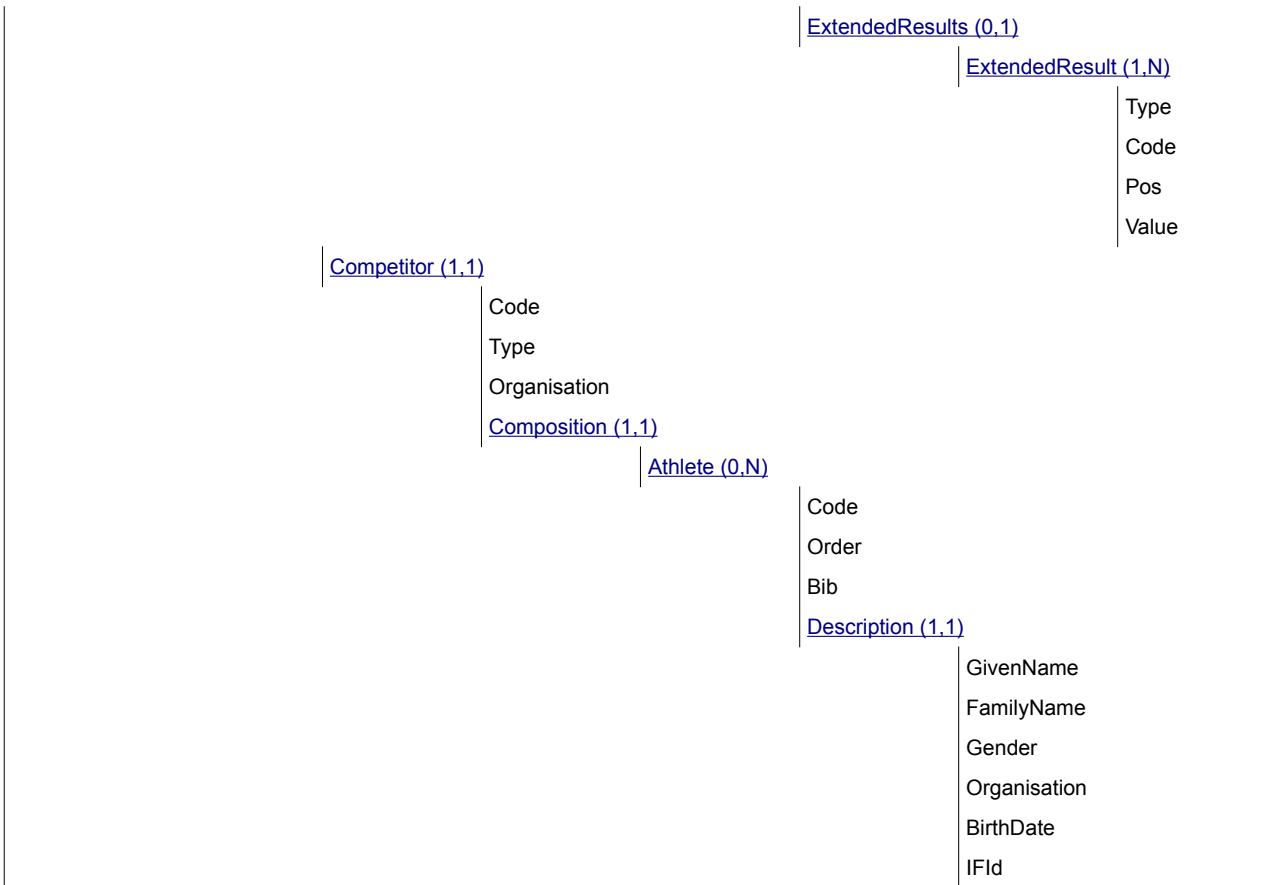 ExtendedResults (0,1)
ExtendedResult (1,N)
Type
Code
Pos
Value
Competitor (1,1)
Code
Type
Organisation
Composition (1,1)
Athlete (0,N)
Code
Order
Bib
Description (1,1)
GivenName
FamilyName
Gender
Organisation
BirthDate
IFId